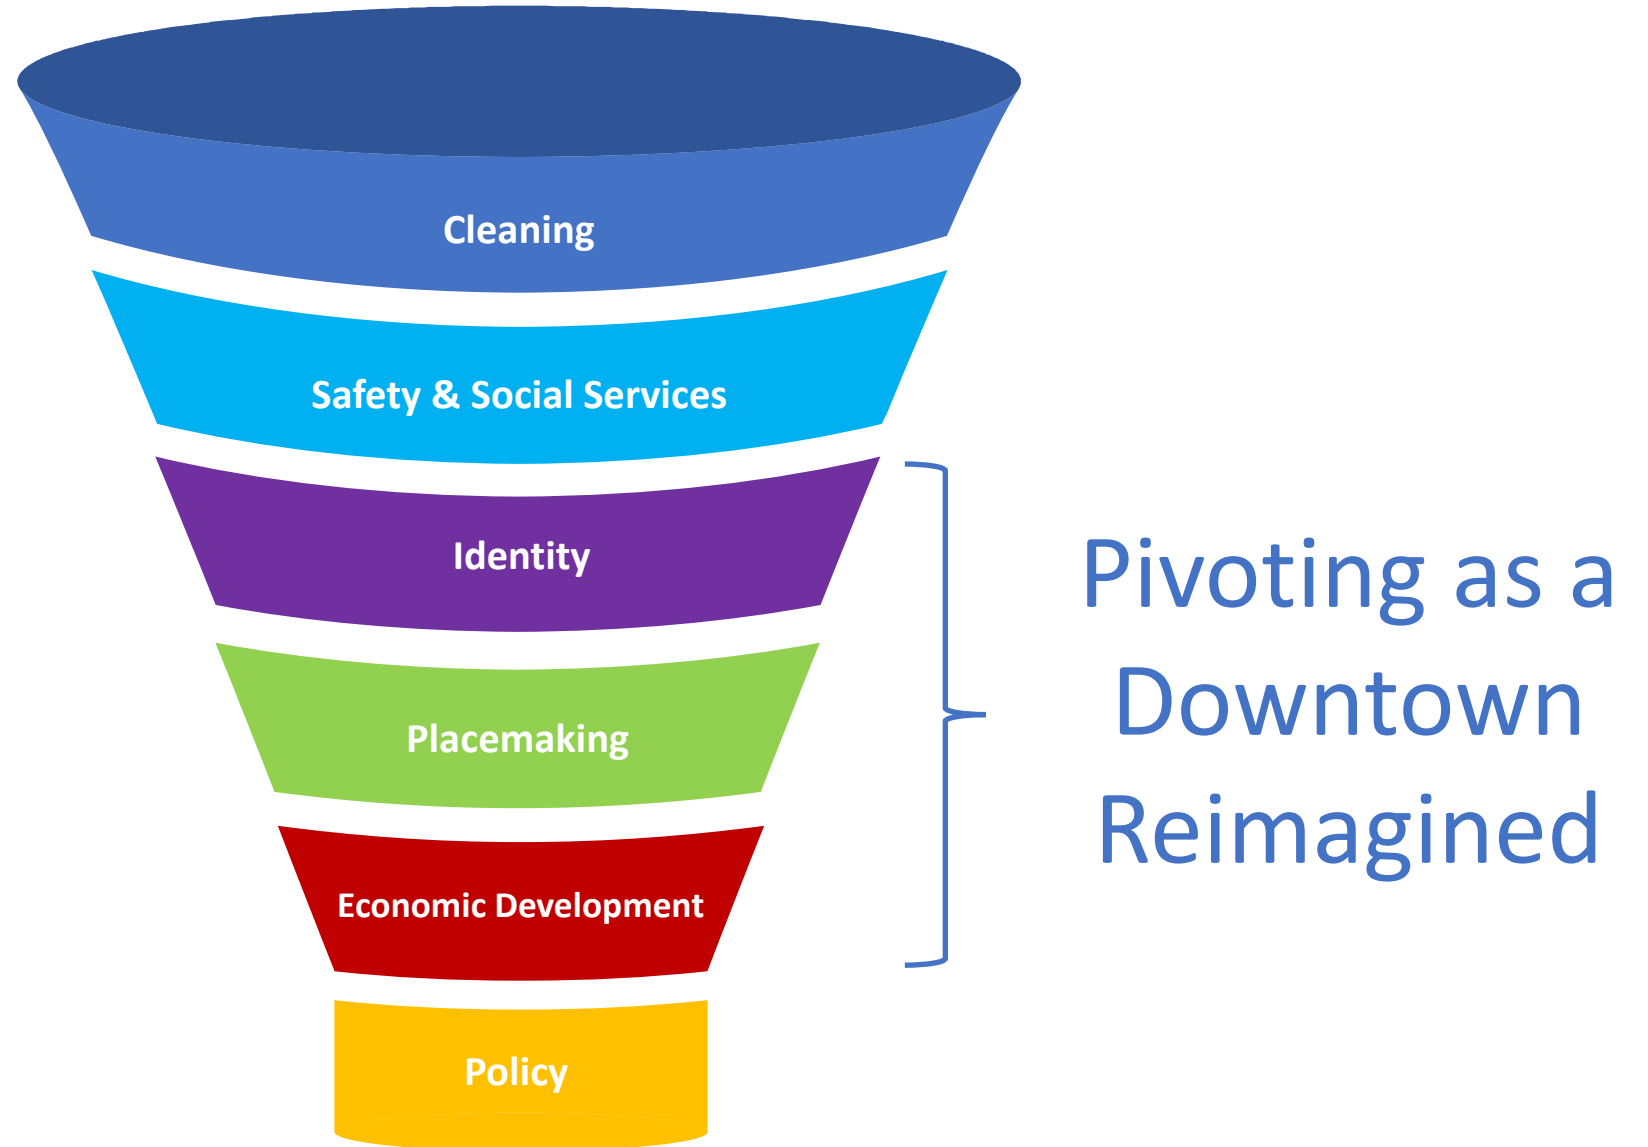 Cleaning
Safety & Social Services
Identity
Placemaking
Economic Development
Policy
Pivoting as a
Downtown
Reimagined